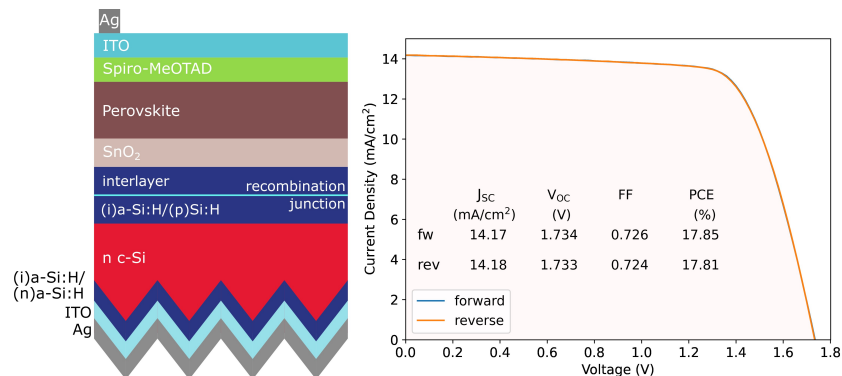 Ag
ITO
Spiro-MeOTAD
Perovskite
SnO₂
interlayer
recombination
junction
(i)a-Si:H/(p)Si:H
n c-Si
(i)a-Si:H/
(n)a-Si:H
ITO
Ag
Current Density (mA/cm²)
14
12
10
8
6
4
2
0
J_SC V_OC FF PCE
(mA/cm²) (V) (%)
fw 14.17 1.734 0.726 17.85
rev 14.18 1.733 0.724 17.81
forward
reverse
0.0 0.2 0.4 0.6 0.8 1.0 1.2 1.4 1.6 1.8
Voltage (V)